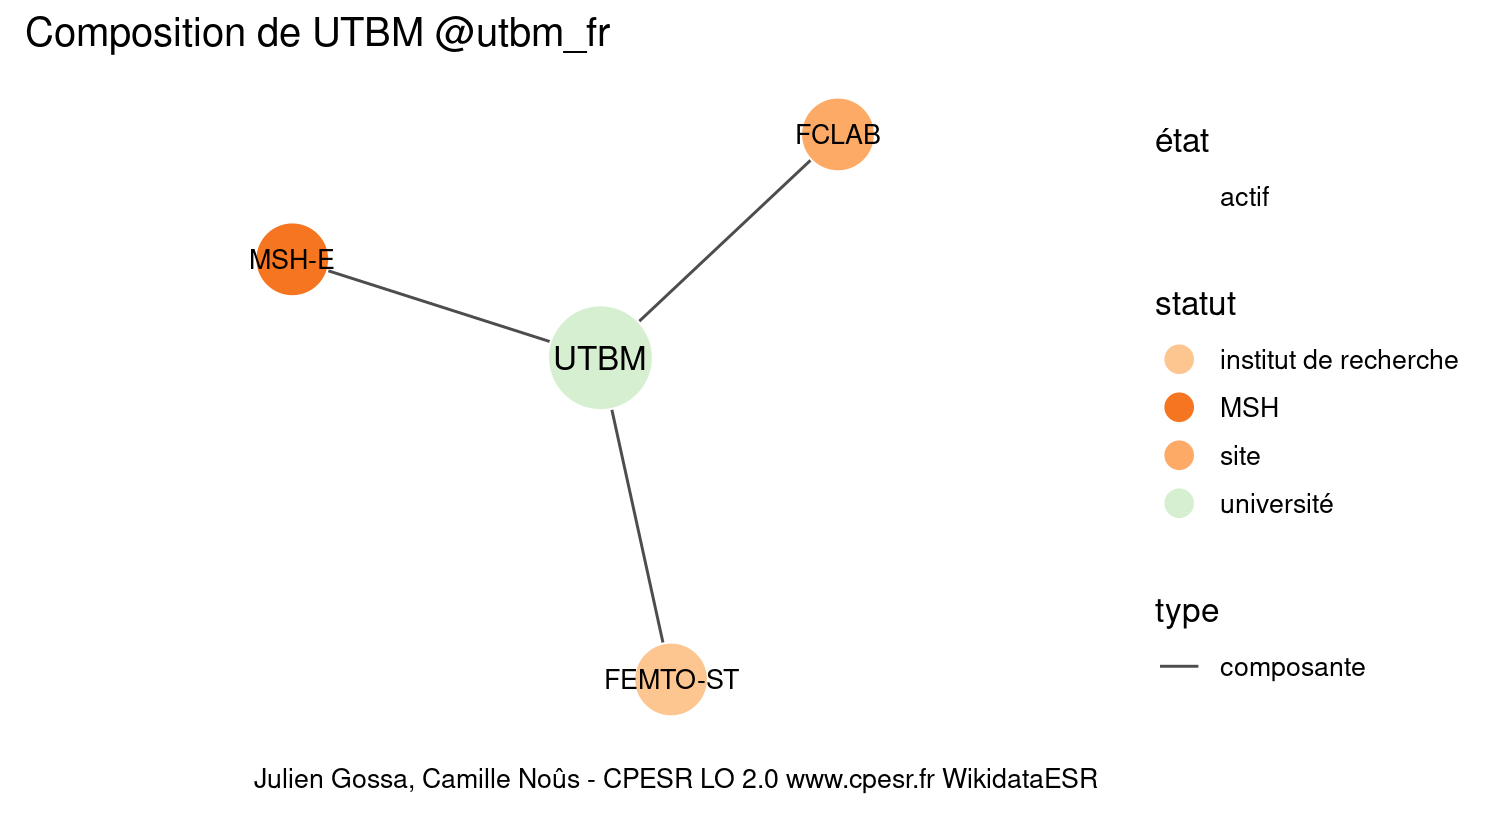 Composition de UTBM @utbm_fr
FCLAB
MSH-E
UTBM
FEMTO-ST
état
actif
statut
institut de recherche
MSH
site
université
type
composante
Julien Gossa, Camille Noûs - CPESR LO 2.0 www.cpesr.fr WikidataESR